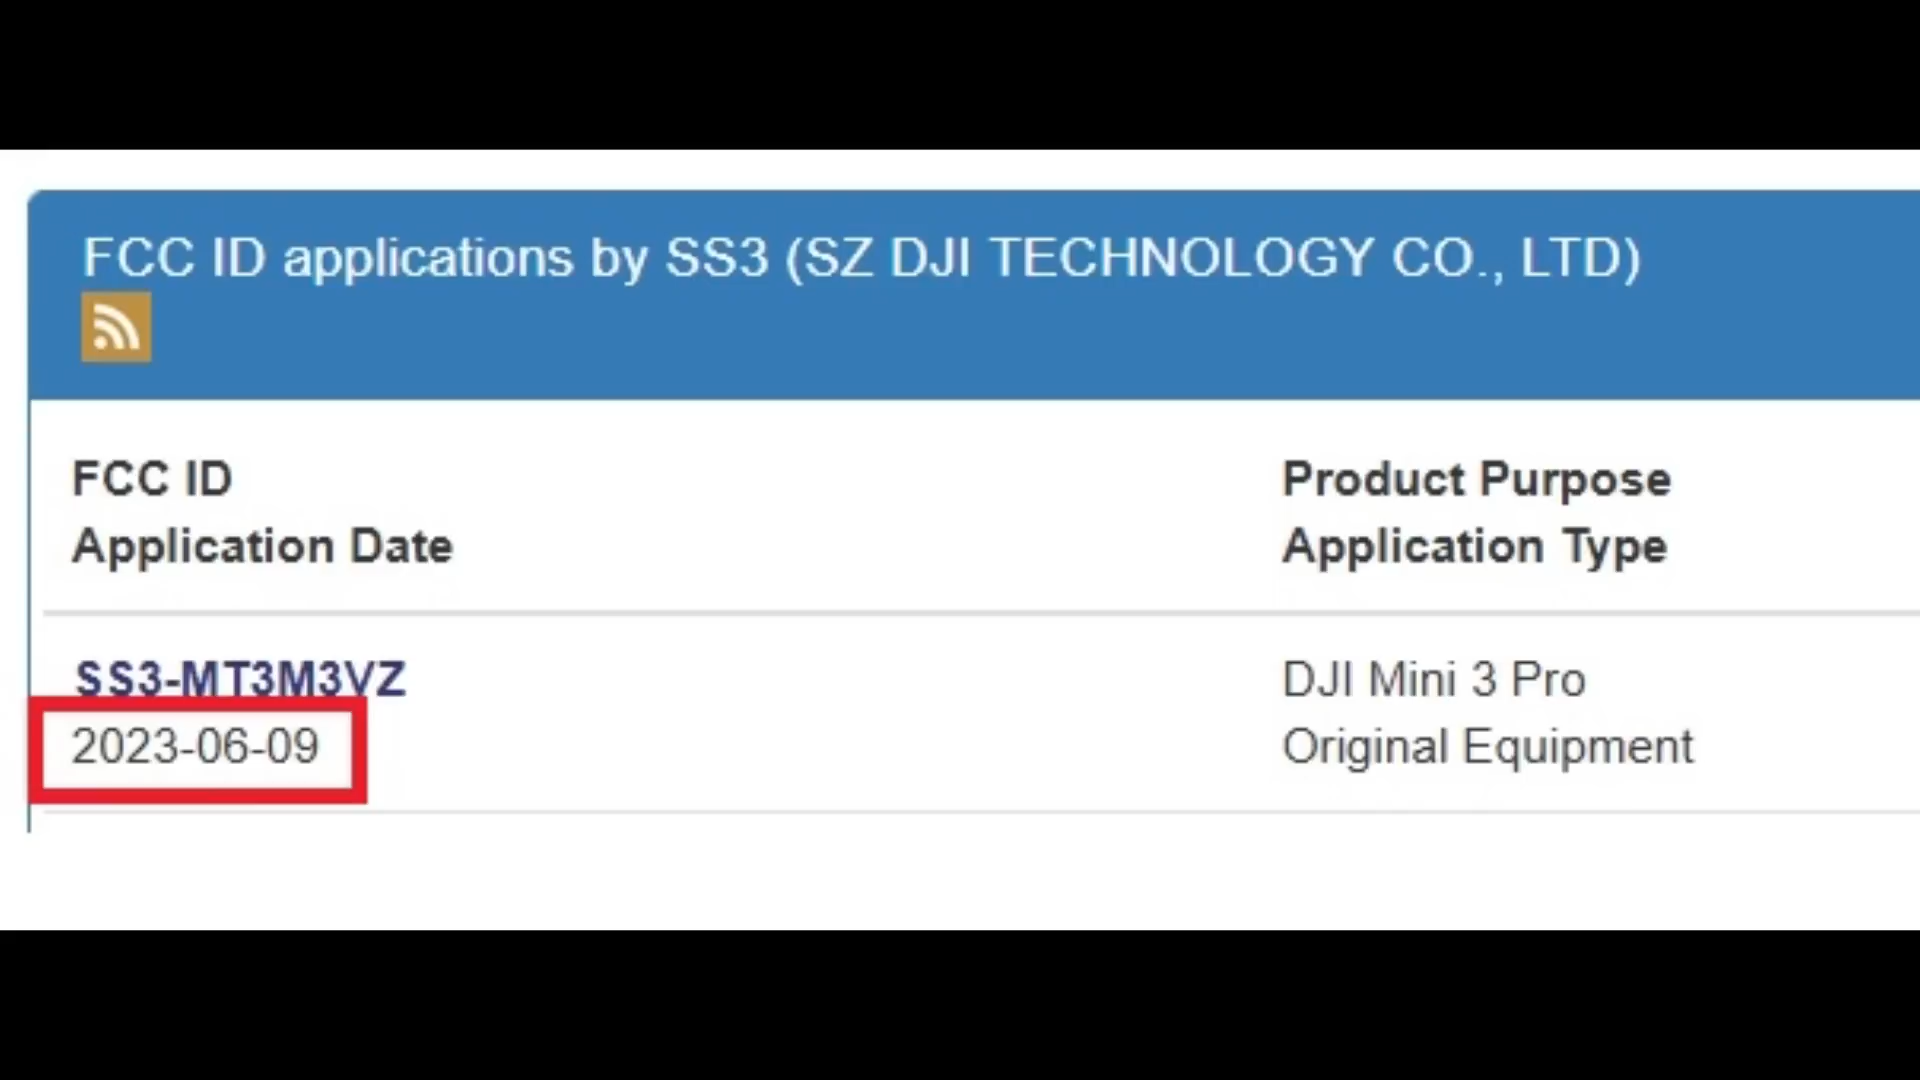 FCC ID applications by SS3 (SZ DJI TECHNOLOGY CO., LTD)
FCC ID
Application Date
Product Purpose
Application Type
SS3-MT3M3VZ
2023-06-09
DJI Mini 3 Pro
Original Equipment